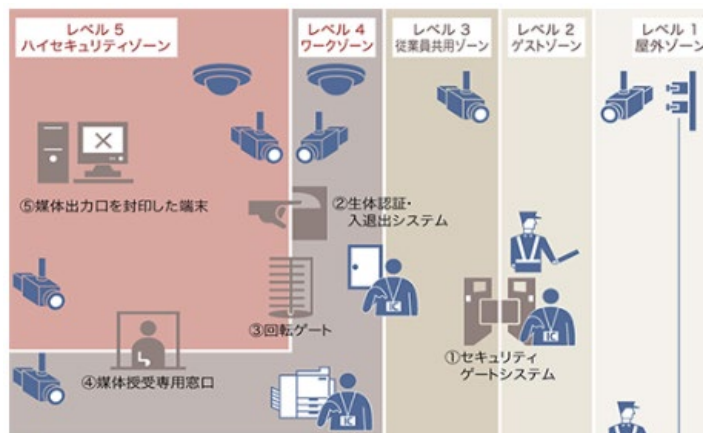 レベル 5
ハイセキュリティゾーン
レベル 4
ワークゾーン
レベル 3
従業員共用ゾーン
レベル 2
ゲストゾーン
レベル 1
屋外ゾーン
⑤媒体出力口を封印した端末
②生体認証・
入退出システム
③回転ゲート
①セキュリティ
ゲートシステム
④媒体授受専用窓口